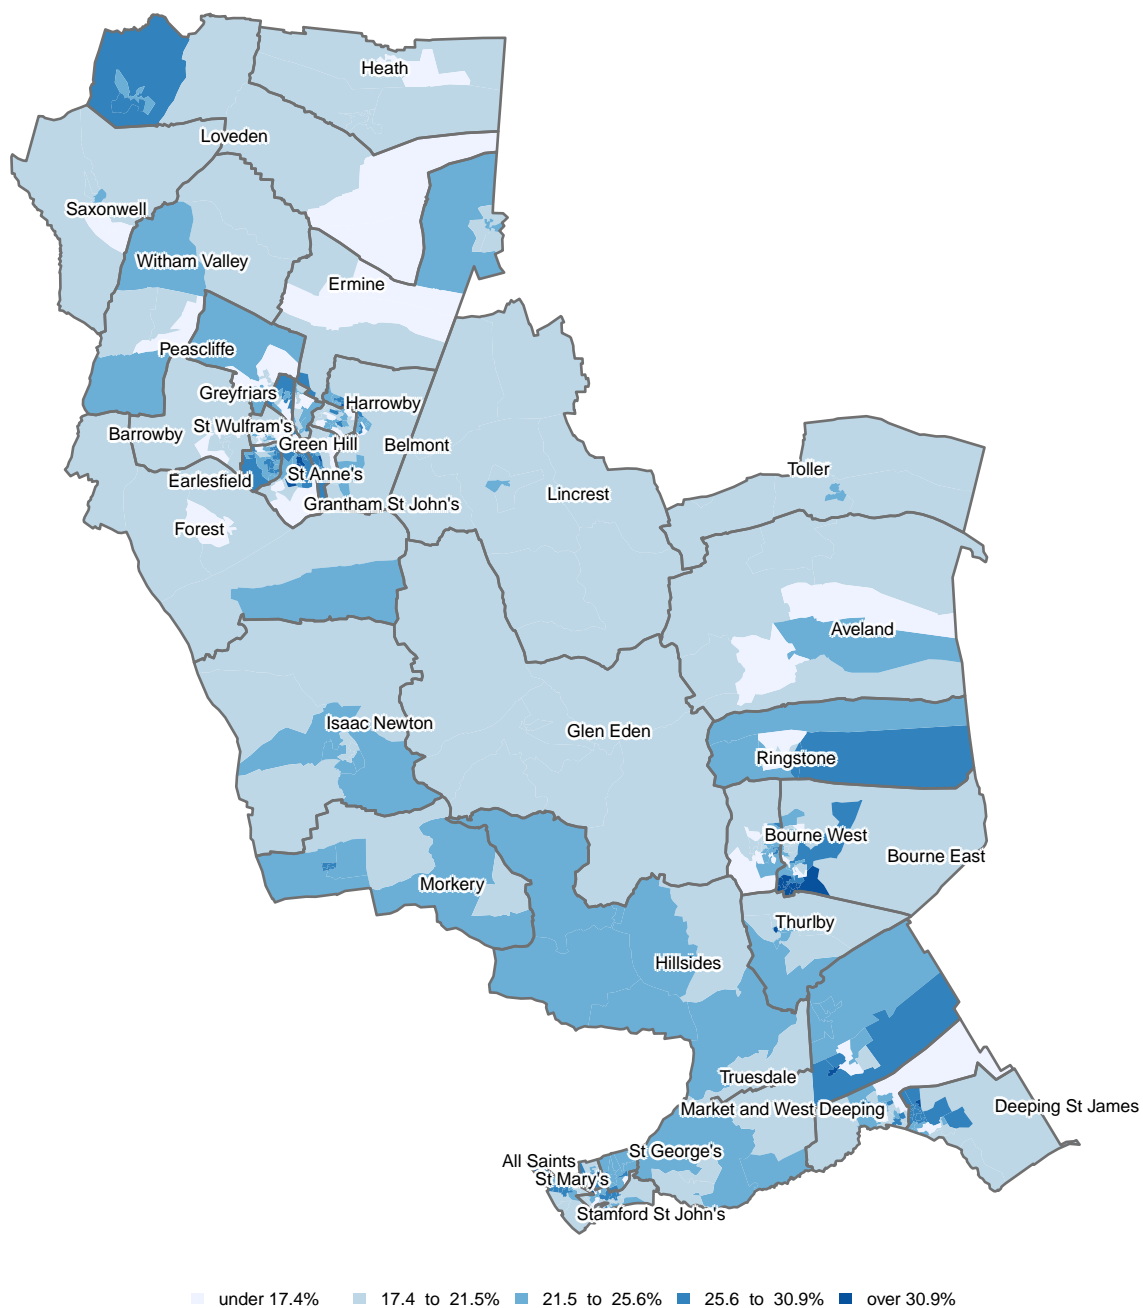 Heath
Loveden
Saxonwell
Witham Valley
Ermine
Peascliffe
Greyfriars
Harrowby
St Wulfram's
Barrowby
Green Hill
Belmont
St Anne's
Earlesfield
Toller
Lincrest
Grantham St John's
Forest
Aveland
Isaac Newton
Glen Eden
Ringstone
Bourne West
Bourne East
Morkery
Thurlby
Hillsides
Truesdale
Market and West Deeping
Deeping St James
St George's
All Saints
St Mary's
Stamford St John's
under 17.4% 17.4 to 21.5% 21.5 to 25.6% 25.6 to 30.9% over 30.9%